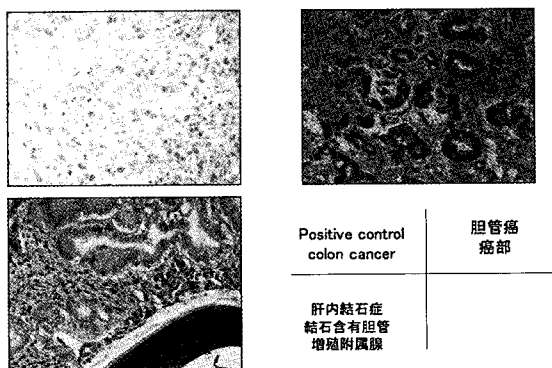 Positive control
colon cancer
胆管癌
癌部
肝内結石症
結石含有胆管
増殖附属腺